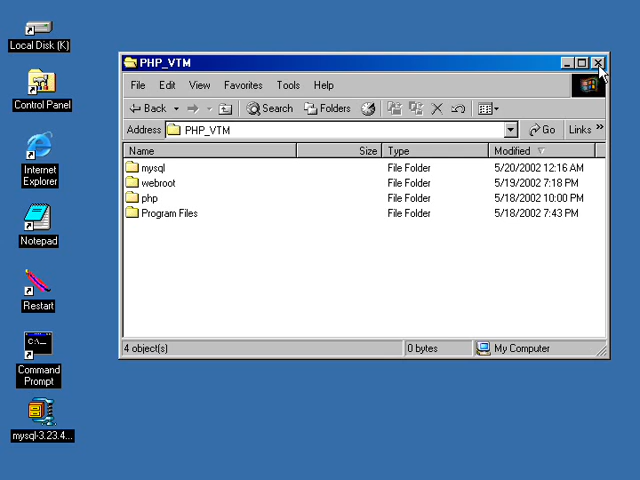 Local Disk (K)
Control Panel
Internet
Explorer
Notepad
Restart
C:\...
Command
Prompt
mysql-3.23.4...
PHP_VTM
File Edit View Favorites Tools Help
Back Search Folders
Address PHP_VTM Go Links »
Name Size Type Modified
mysql File Folder 5/20/2002 12:16 AM
webroot File Folder 5/19/2002 7:18 PM
php File Folder 5/18/2002 10:00 PM
Program Files File Folder 5/18/2002 7:43 PM
4 object(s) 0 bytes My Computer